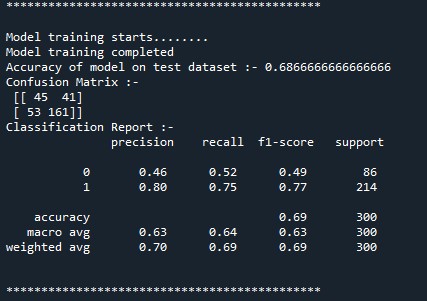 *********************************************
Model training starts........
Model training completed
Accuracy of model on test dataset :- 0.6866666666666666
Confusion Matrix :-
[[ 45  41]
[ 53 161]]
Classification Report :-
precision    recall  f1-score   support
0       0.46      0.52      0.49        86
1       0.80      0.75      0.77       214
accuracy                           0.69       300
macro avg       0.63      0.64      0.63       300
weighted avg       0.70      0.69      0.69       300
*********************************************